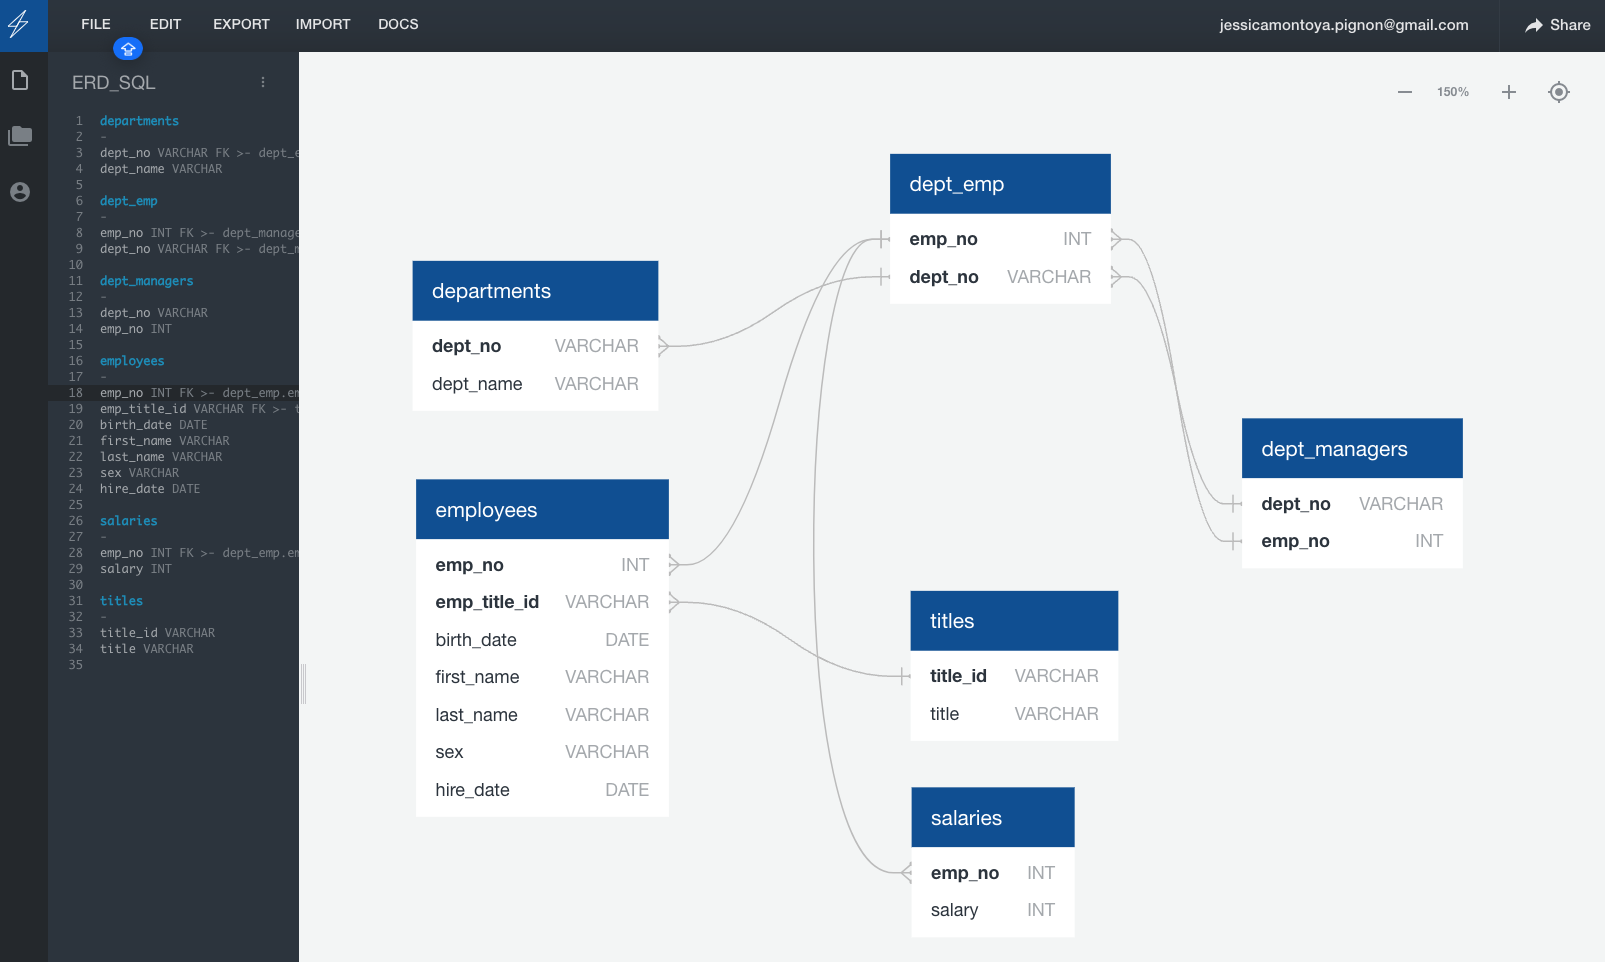 FILE EDIT EXPORT IMPORT DOCS jessicamontoya.pignon@gmail.com Share
ERD_SQL
150%
1 departments
2 -
3 dept_no VARCHAR FK >- dept_e
4 dept_name VARCHAR
5
6 dept_emp
7 -
8 emp_no INT FK >- dept_manage
9 dept_no VARCHAR FK >- dept_m
10
11 dept_managers
12 -
13 dept_no VARCHAR
14 emp_no INT
15
16 employees
17 -
18 emp_no INT FK >- dept_emp.em
19 emp_title_id VARCHAR FK >- t
20 birth_date DATE
21 first_name VARCHAR
22 last_name VARCHAR
23 sex VARCHAR
24 hire_date DATE
25
26 salaries
27 -
28 emp_no INT FK >- dept_emp.em
29 salary INT
30
31 titles
32 -
33 title_id VARCHAR
34 title VARCHAR
35
departments
dept_no VARCHAR
dept_name VARCHAR
dept_emp
emp_no INT
dept_no VARCHAR
dept_managers
dept_no VARCHAR
emp_no INT
employees
emp_no INT
emp_title_id VARCHAR
birth_date DATE
first_name VARCHAR
last_name VARCHAR
sex VARCHAR
hire_date DATE
titles
title_id VARCHAR
title VARCHAR
salaries
emp_no INT
salary INT